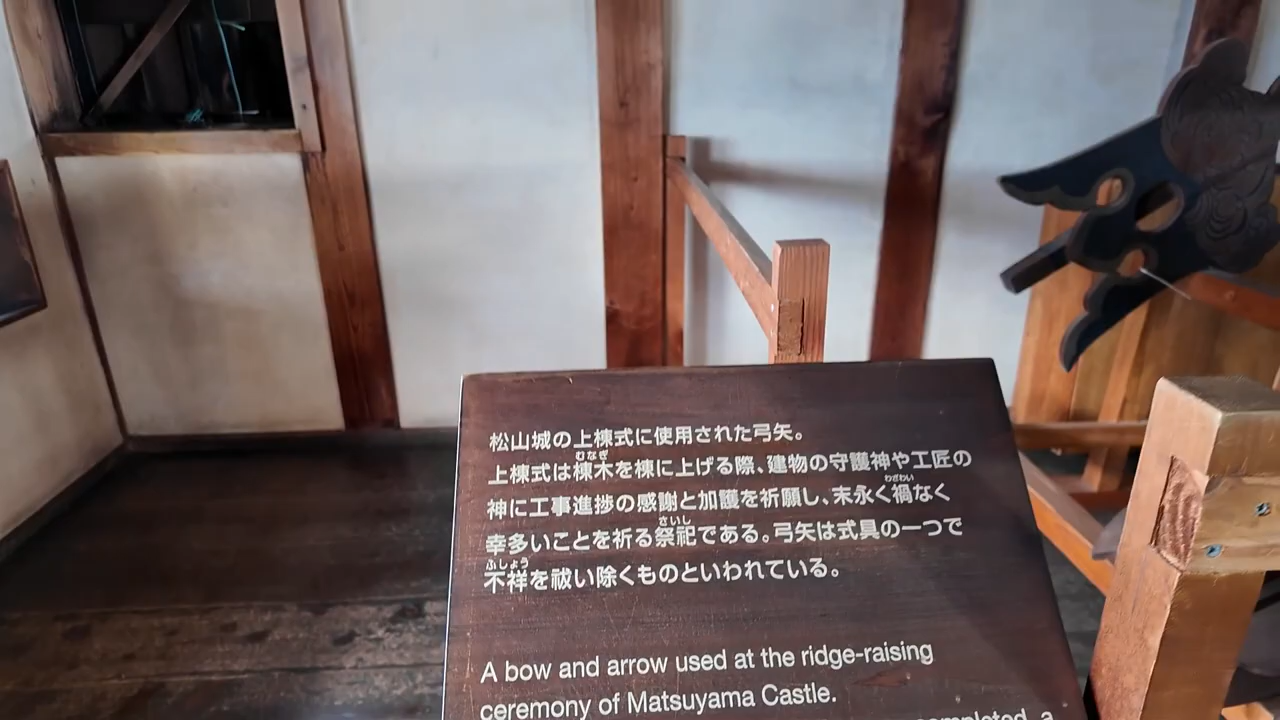 松山城の上棟式に使用された弓矢。
むなぎ
上棟式は棟木を棟に上げる際、建物の守護神や工匠の
わざわい
神に工事進捗の感謝と加護を祈願し、末永く禍なく
さいし
幸多いことを祈る祭祀である。弓矢は式具の一つで
ふしょう
不祥を祓い除くものといわれている。
A bow and arrow used at the ridge-raising
ceremony of Matsuyama Castle.
completed, a